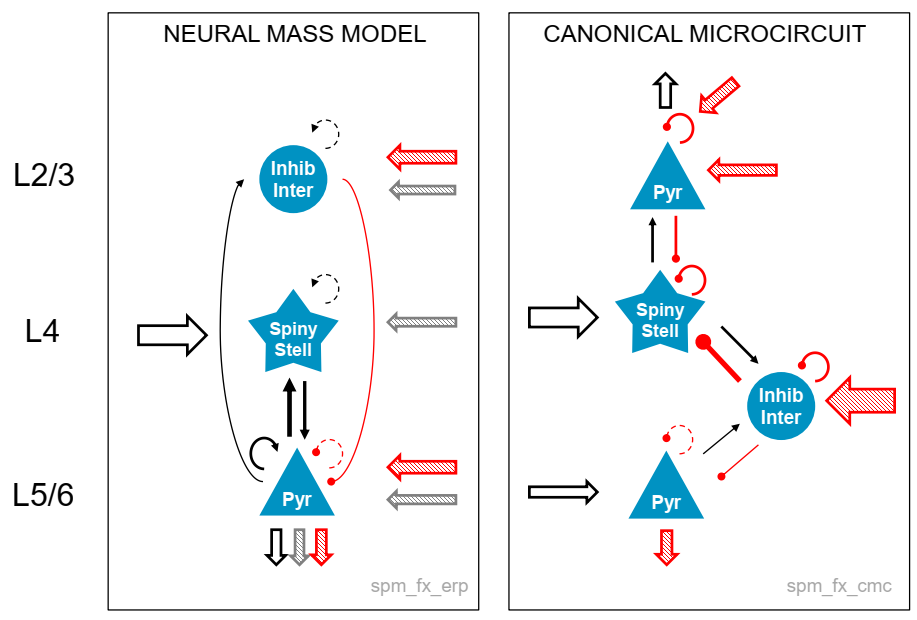 NEURAL MASS MODEL
CANONICAL MICROCIRCUIT
L2/3
Inhib
Inter
Pyr
L4
Spiny
Stell
Spiny
Stell
Inhib
Inter
L5/6
Pyr
Pyr
spm_fx_erp
spm_fx_cmc